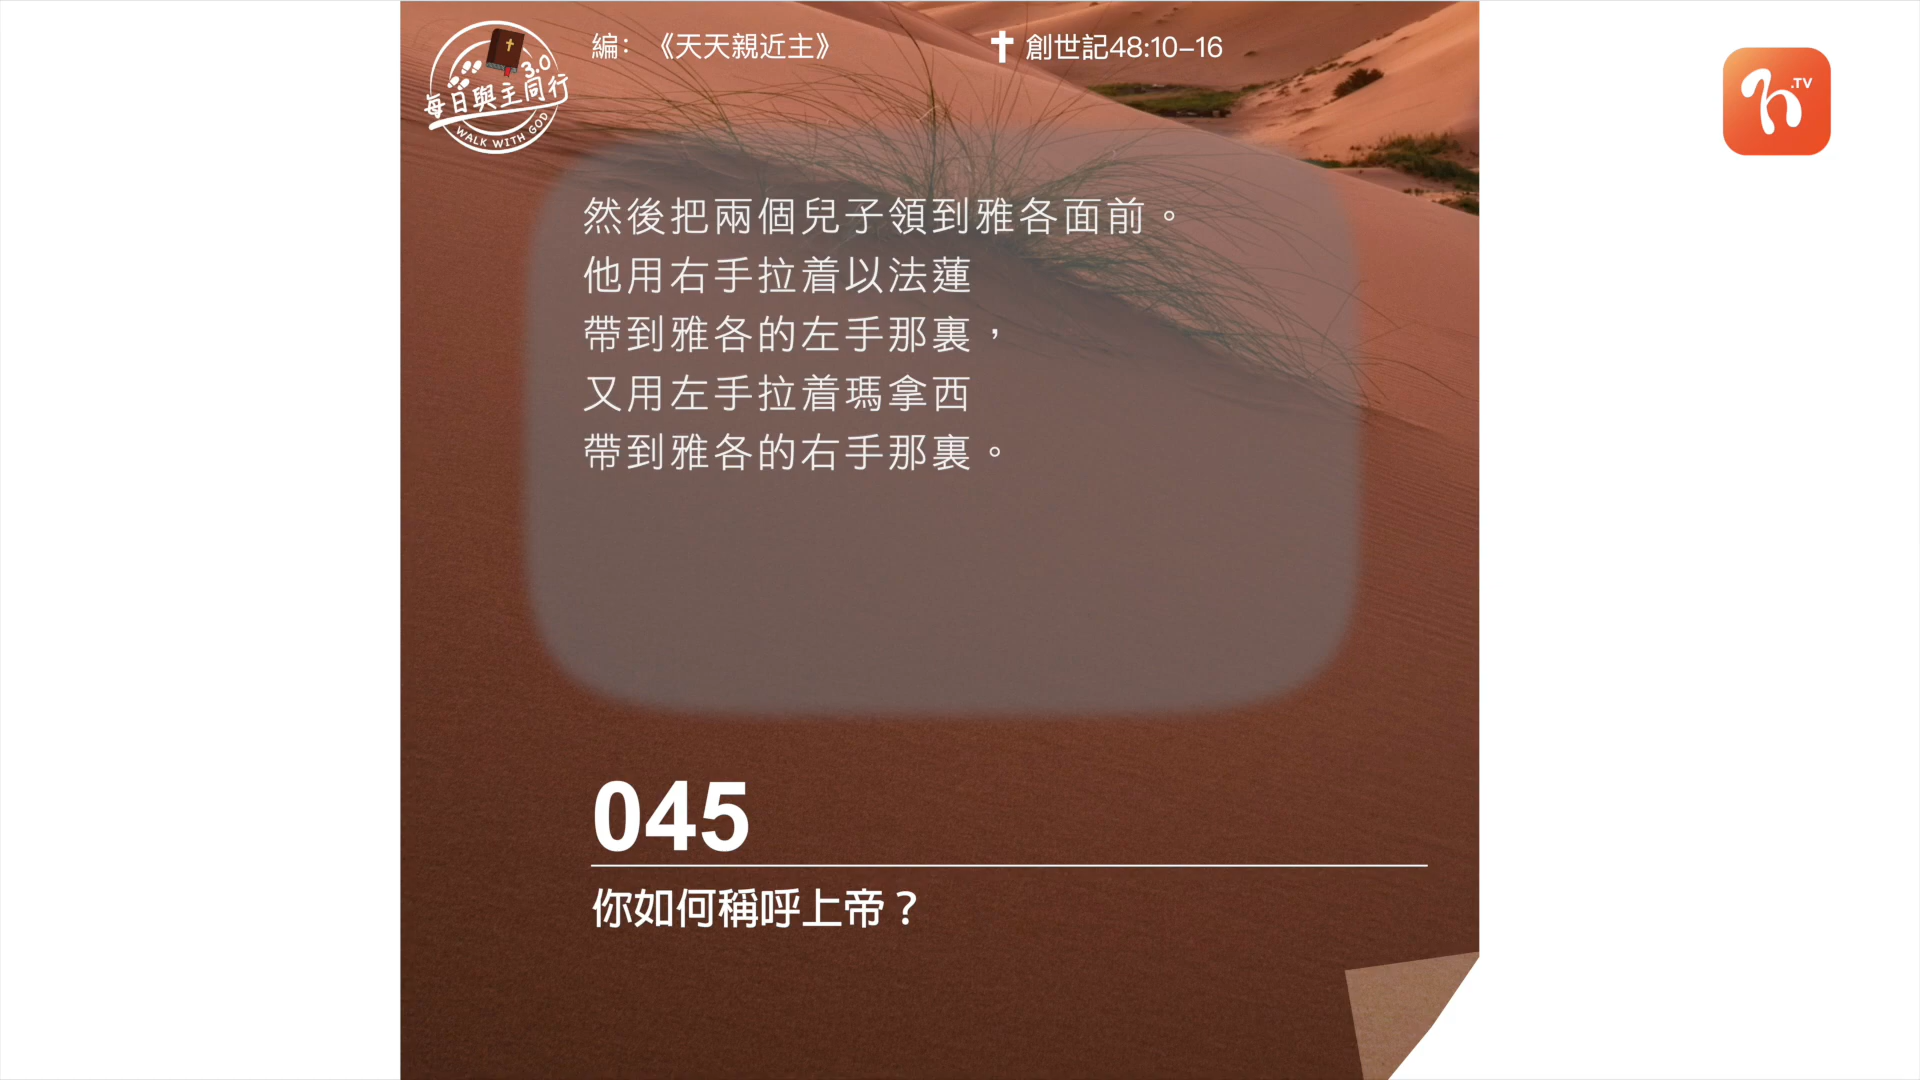 3.0
每日與主同行
WALK WITH GOD
編：《天天親近主》
創世記48:10-16
.TV
然後把兩個兒子領到雅各面前。
他用右手拉着以法蓮
帶到雅各的左手那裏，
又用左手拉着瑪拿西
帶到雅各的右手那裏。
045
你如何稱呼上帝？